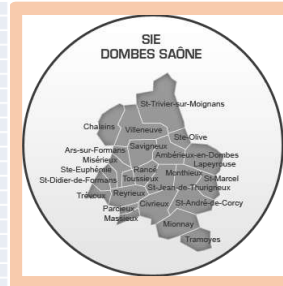 SIE
DOMBES SAÔNE
St-Trivier-sur-Moignans
Chaleins
Villeneuve
Ste-Olive
Ars-sur-Formans
Savigneux
Ambérieux-en-Dombes
Misérieux
Lapeyrouse
Ste-Euphémie
Rancé
Monthieux
St-Didier-de-Formans
Toussieux
St-Marcel
St-Jean-de-Thurigneux
Trévoux
Reyrieux
Parcieux
Civrieux
St-André-de-Corcy
Massieux
Mionnay
Tramoyes